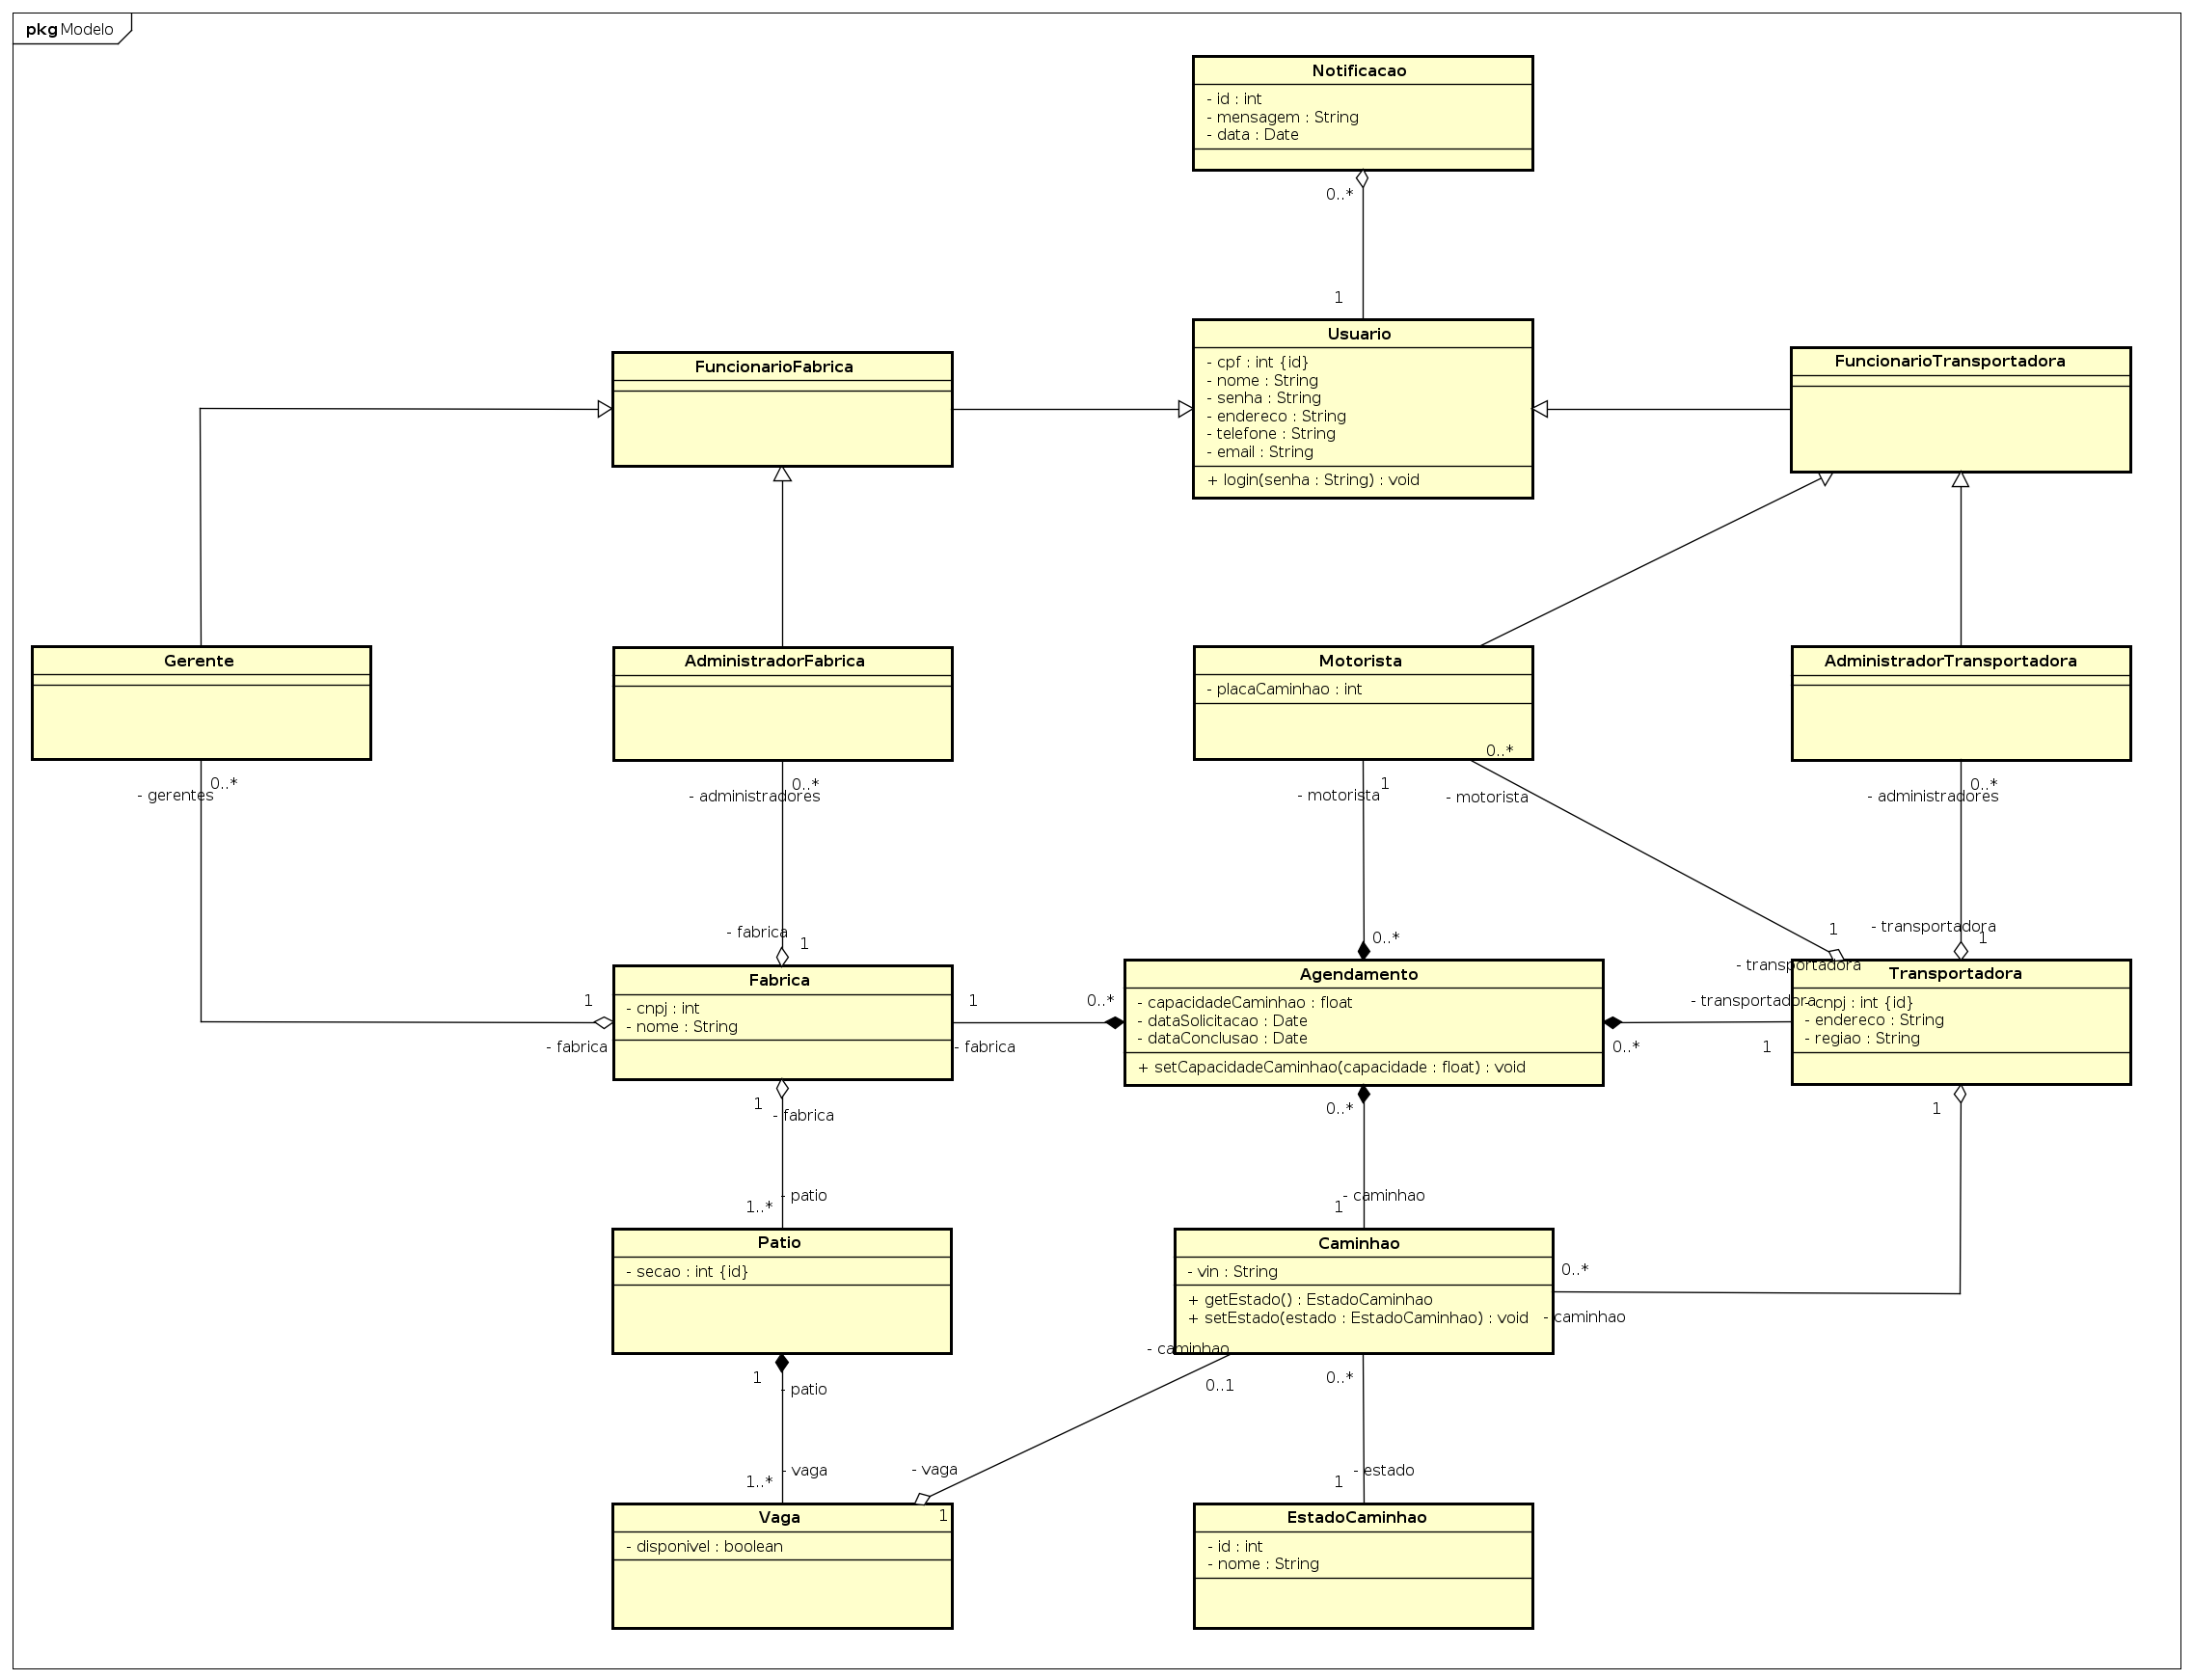 pkg Modelo
Notificacao
- id : int
- mensagem : String
- data : Date
0..*
1
Usuario
- cpf : int {id}
- nome : String
- senha : String
- endereco : String
- telefone : String
- email : String
+ login(senha : String) : void
FuncionarioFabrica
FuncionarioTransportadora
Gerente
AdministradorFabrica
Motorista
- placaCaminhao : int
AdministradorTransportadora
0..*
- gerentes
0..*
- administradores
1
- motorista
0..*
- motorista
0..*
- administradores
- fabrica
1
1
- fabrica
0..*
1
- transportadora
- transportadora
1
Fabrica
- cnpj : int
- nome : String
1
- fabrica
0..*
Agendamento
- capacidadeCaminhao : float
- dataSolicitacao : Date
- dataConclusao : Date
+ setCapacidadeCaminhao(capacidade : float) : void
0..*
- transportadora
1
Transportadora
- cnpj : int {id}
- endereco : String
- regiao : String
1
- fabrica
1..*
- patio
0..*
1
- caminhao
1
0..*
- caminhao
Patio
- secao : int {id}
Caminhao
- vin : String
+ getEstado() : EstadoCaminhao
+ setEstado(estado : EstadoCaminhao) : void
1
- patio
1..*
- vaga
- caminhao
0..1
- vaga
1
0..*
1
- estado
Vaga
- disponivel : boolean
EstadoCaminhao
- id : int
- nome : String